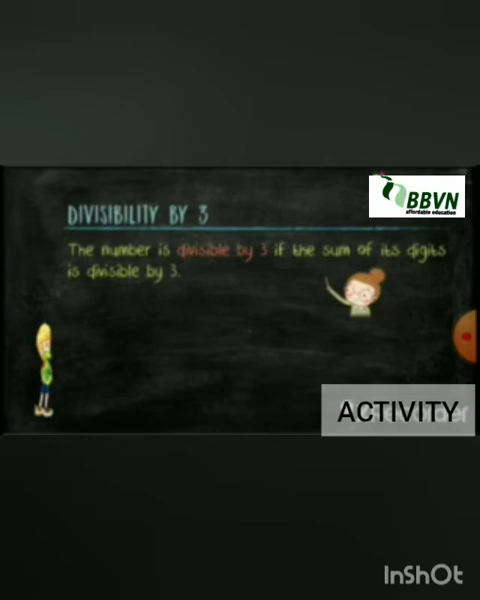 BBVN
affordable education
DIVISIBILITY BY 3
The number is divisible by 3 if the sum of its digits
is divisible by 3.
ACTIVITY
InShOt